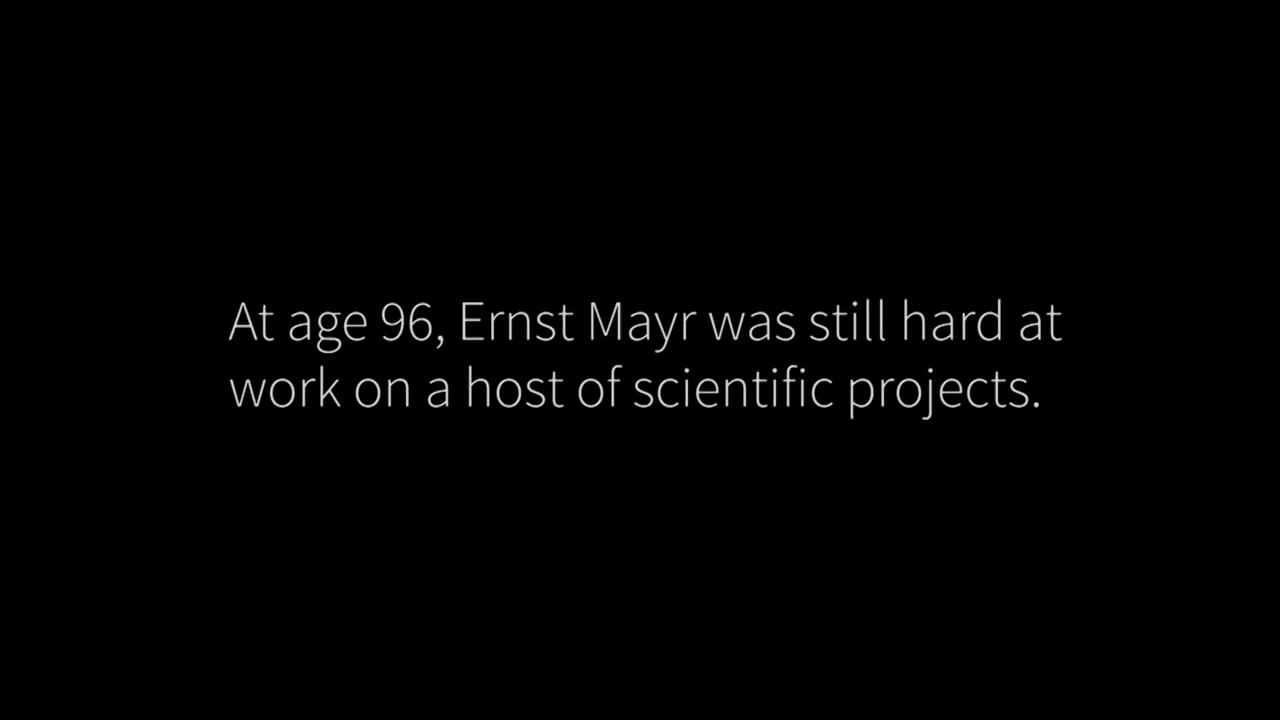 At age 96, Ernst Mayr was still hard at
work on a host of scientific projects.